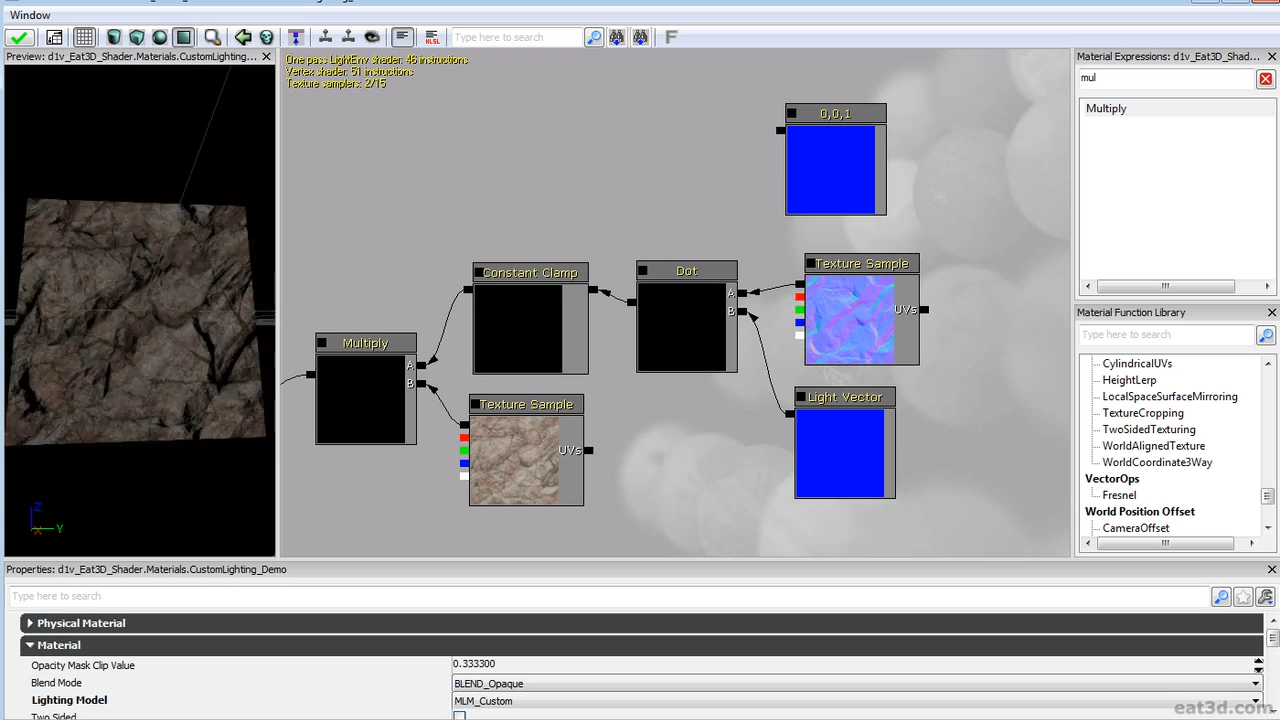 Window
Type here to search
HLSL
F
Preview: d1v_Eat3D_Shader.Materials.CustomLighting...
One pass LightEnv shader: 46 instructions
Vertex shader: 51 instructions
Texture samplers: 2/15
0,0,1
Constant Clamp
Dot
A
B
Texture Sample
UVs
Multiply
A
B
Texture Sample
UVs
Light Vector
Z
X
Y
Material Expressions: d1v_Eat3D_Shad...
mul
Multiply
Material Function Library
Type here to search
CylindricalUVs
HeightLerp
LocalSpaceSurfaceMirroring
TextureCropping
TwoSidedTexturing
WorldAlignedTexture
WorldCoordinate3Way
VectorOps
Fresnel
World Position Offset
CameraOffset
Properties: d1v_Eat3D_Shader.Materials.CustomLighting_Demo
Type here to search
Physical Material
Material
Opacity Mask Clip Value 0.333300
Blend Mode BLEND_Opaque
Lighting Model MLM_Custom
Two Sided
eat3d.com